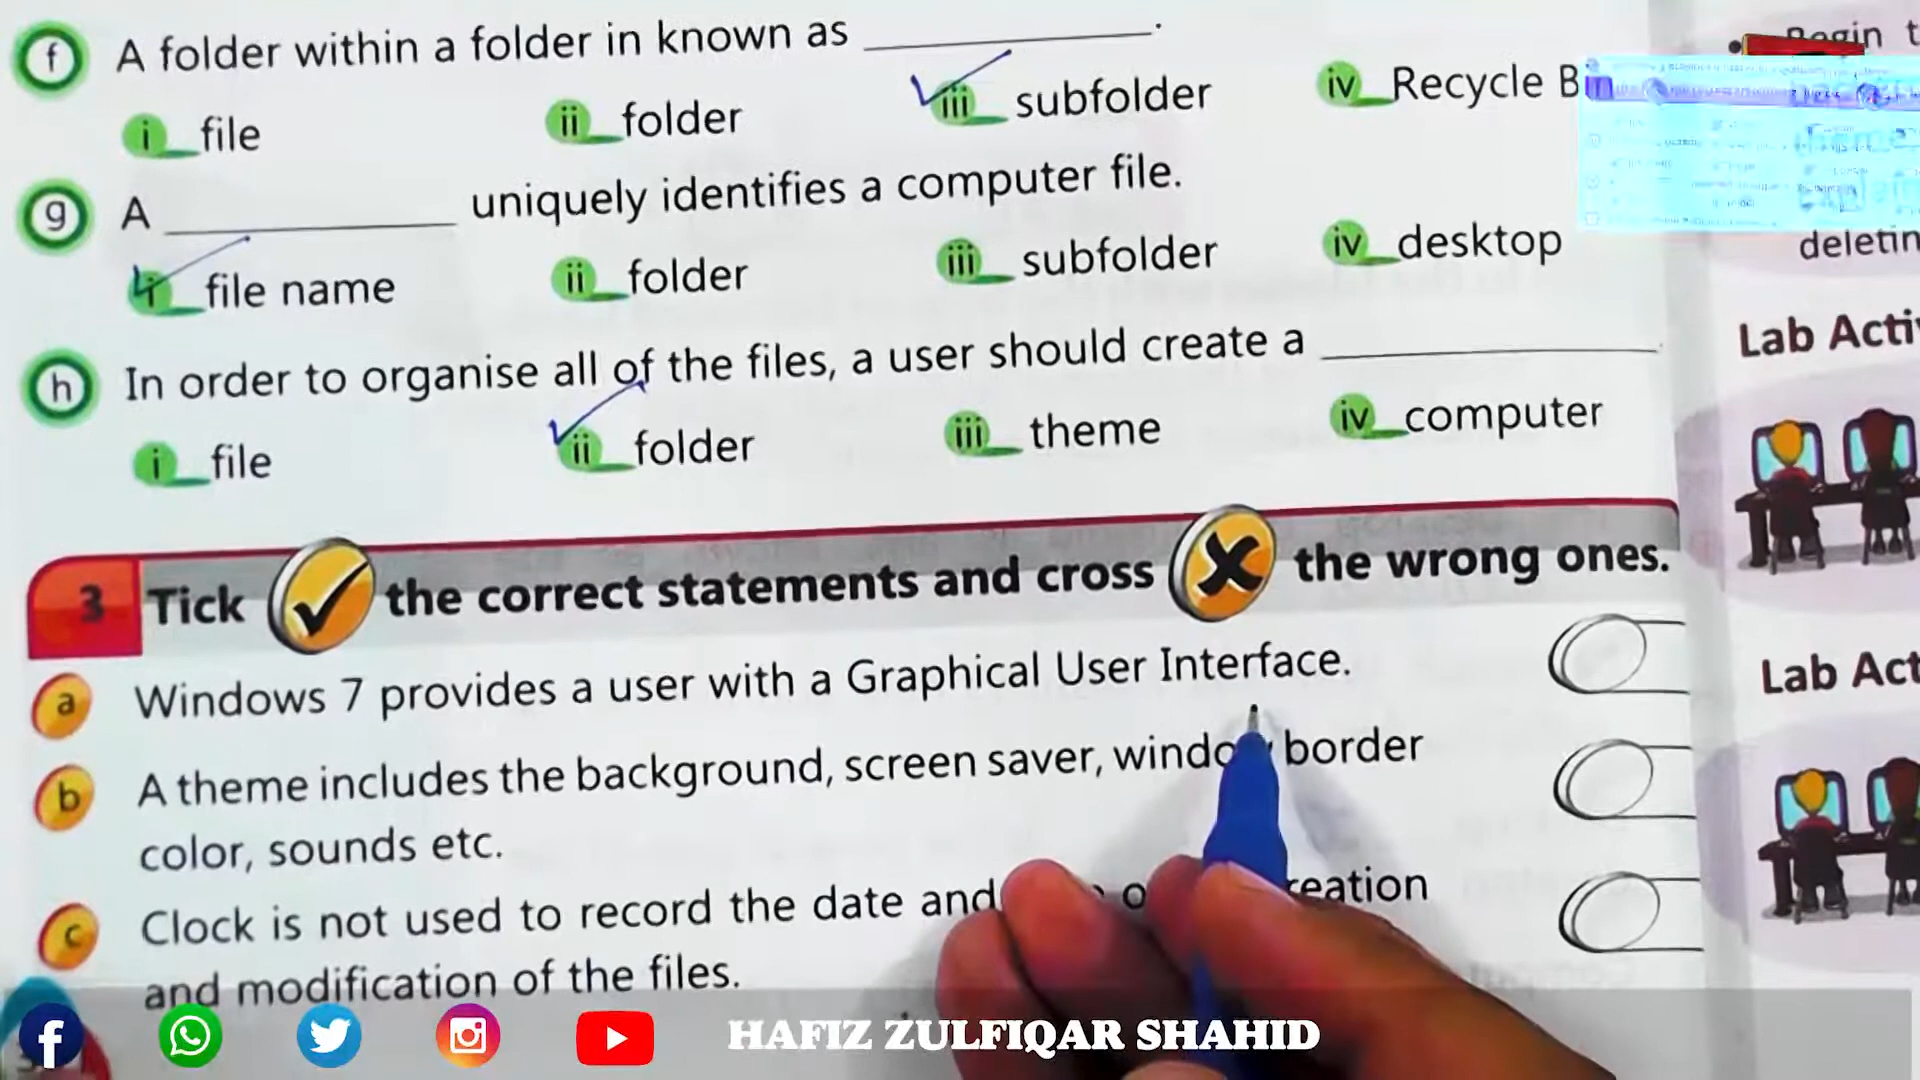 f A folder within a folder in known as ____________.
i file ii folder iii subfolder iv Recycle B
g A ____________ uniquely identifies a computer file.
i file name ii folder iii subfolder iv desktop
h In order to organise all of the files, a user should create a ____________.
i file ii folder iii theme iv computer
3 Tick the correct statements and cross the wrong ones.
a Windows 7 provides a user with a Graphical User Interface.
b A theme includes the background, screen saver, border
color, sounds etc.
c Clock is not used to record the date and
and modification of the files.
deletin
Lab Acti
Lab Act
HAFIZ ZULFIQAR SHAHID